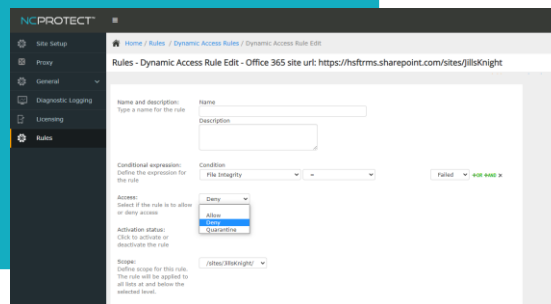 NCPROTECT™
Site Setup
Proxy
General
Diagnostic Logging
Licensing
Rules
Home / Rules / Dynamic Access Rules / Dynamic Access Rule Edit
Rules - Dynamic Access Rule Edit - Office 365 site url: https://hsftrms.sharepoint.com/sites/JillsKnight
Name and description:
Type a name for the rule
Name
Description
Conditional expression:
Define the expression for
the rule
Condition
File Integrity = Failed +OR +AND x
Access:
Select if the rule is to allow
or deny access
Deny
Allow
Deny
Quarantine
Activation status:
Click to activate or
deactivate the rule
Scope:
Define scope for this rule.
The rule will be applied to
all lists at and below the
selected level.
/sites/JillsKnight/